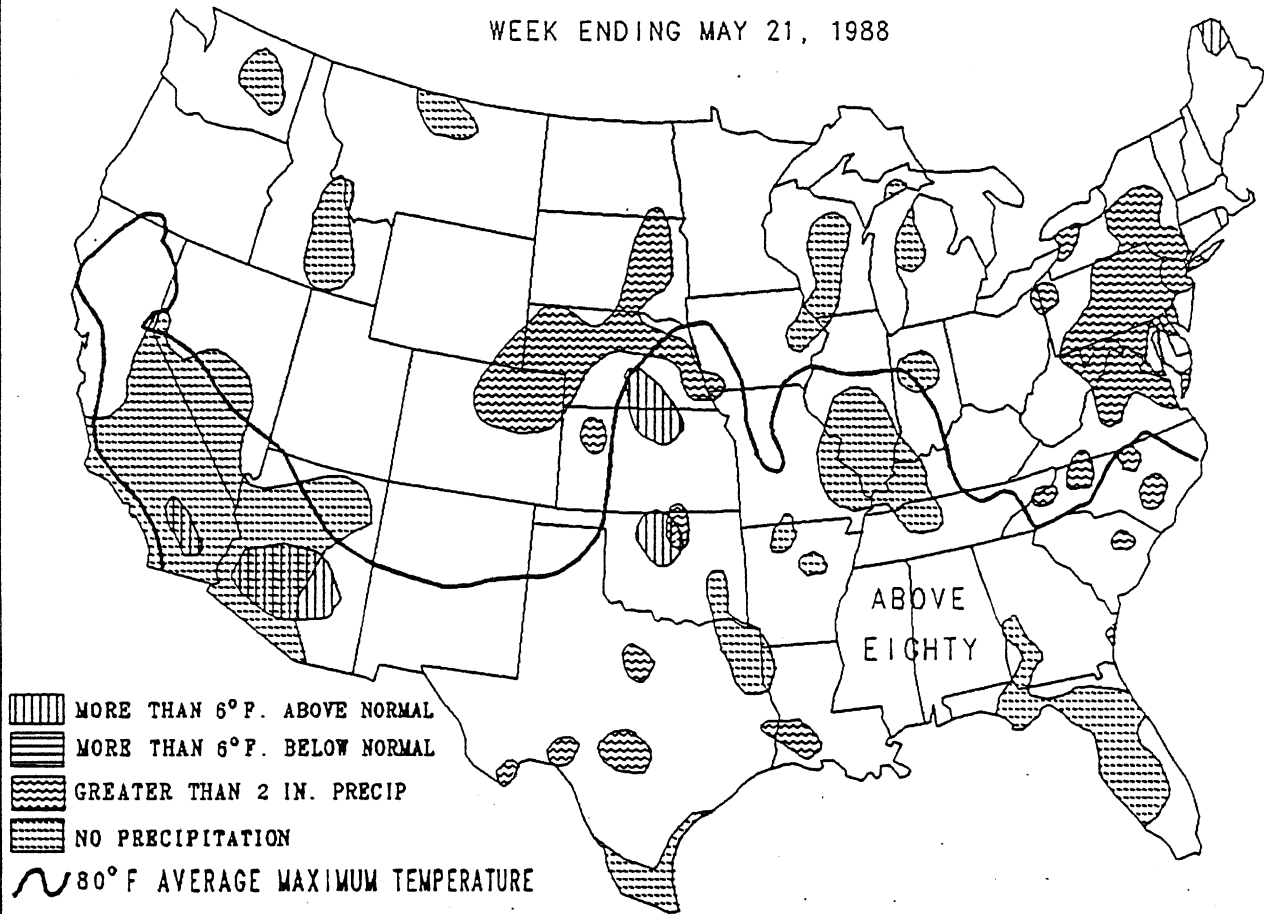 WEEK ENDING MAY 21, 1988
ABOVE
EIGHTY
MORE THAN 6°F. ABOVE NORMAL
MORE THAN 6°F. BELOW NORMAL
GREATER THAN 2 IN. PRECIP
NO PRECIPITATION
80°F AVERAGE MAXIMUM TEMPERATURE